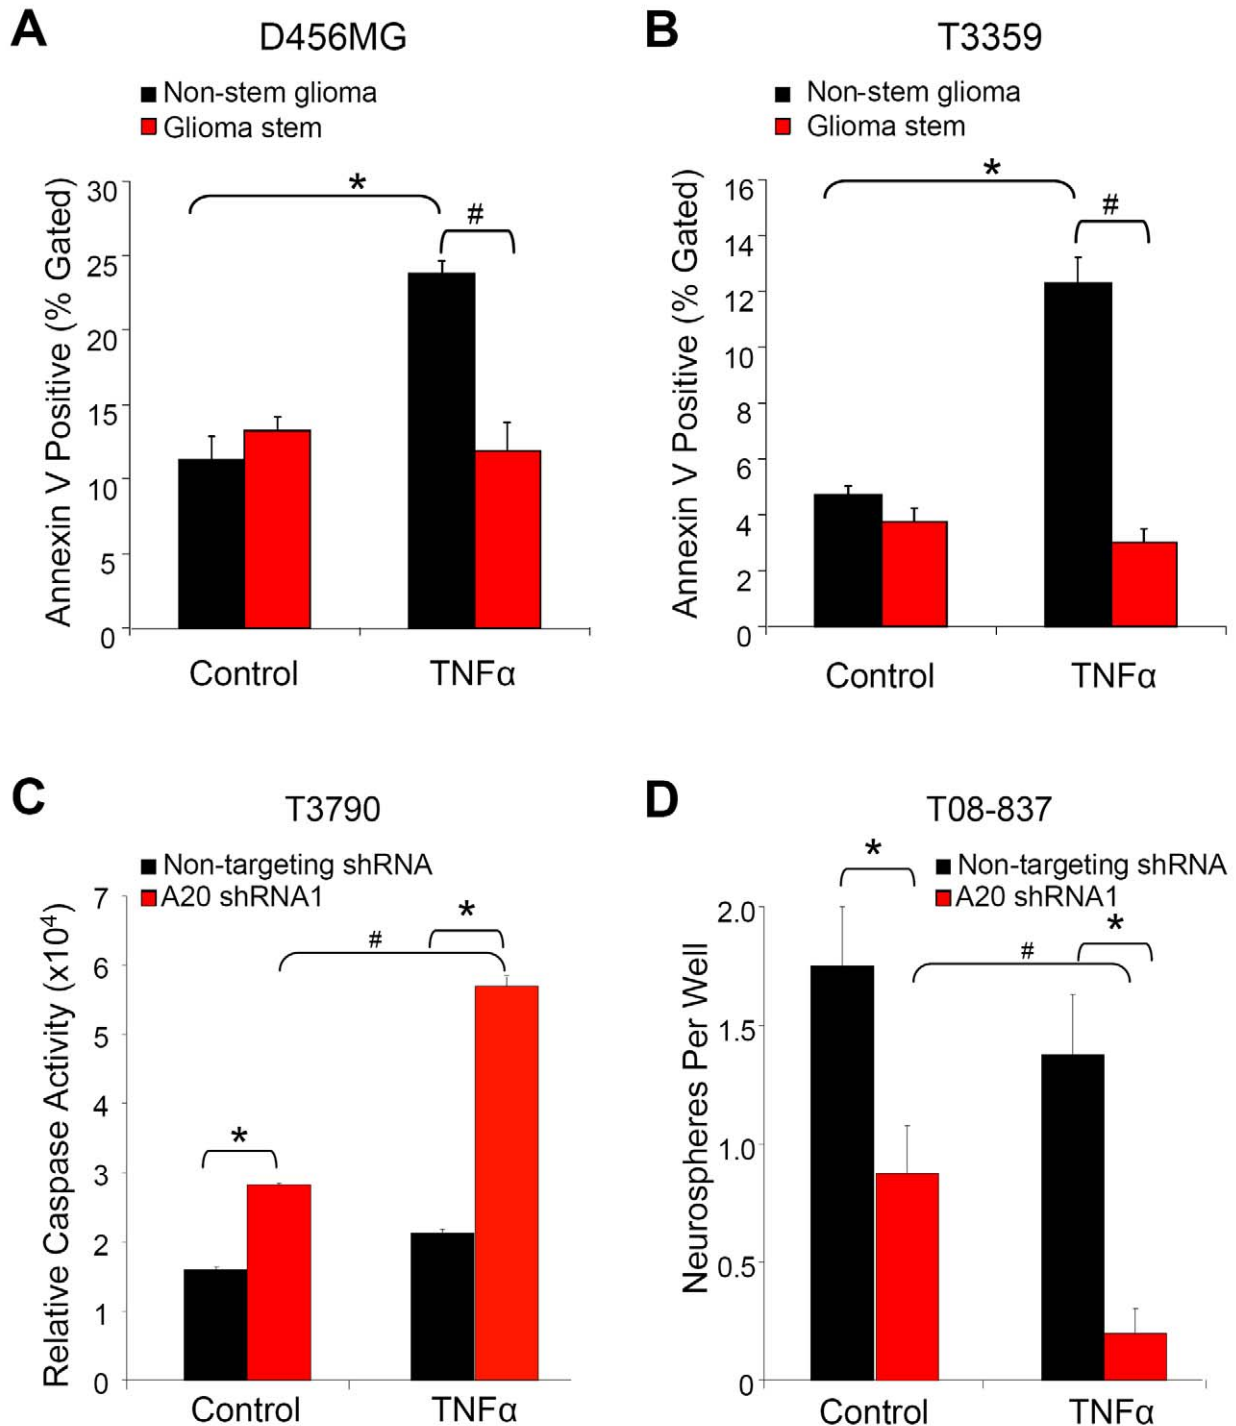 A
D456MG
Non-stem glioma
Glioma stem
Annexin V Positive (% Gated)
30
25
20
15
10
5
0
*
#
Control
TNFα
B
T3359
Non-stem glioma
Glioma stem
Annexin V Positive (% Gated)
16
14
12
10
8
6
4
2
0
*
#
Control
TNFα
C
T3790
Non-targeting shRNA
A20 shRNA1
Relative Caspase Activity (x10⁴)
7
6
5
4
3
2
1
0
*
#
*
Control
TNFα
D
T08-837
Non-targeting shRNA
A20 shRNA1
Neurospheres Per Well
2.0
1.5
1.0
0.5
0
*
#
*
Control
TNFα